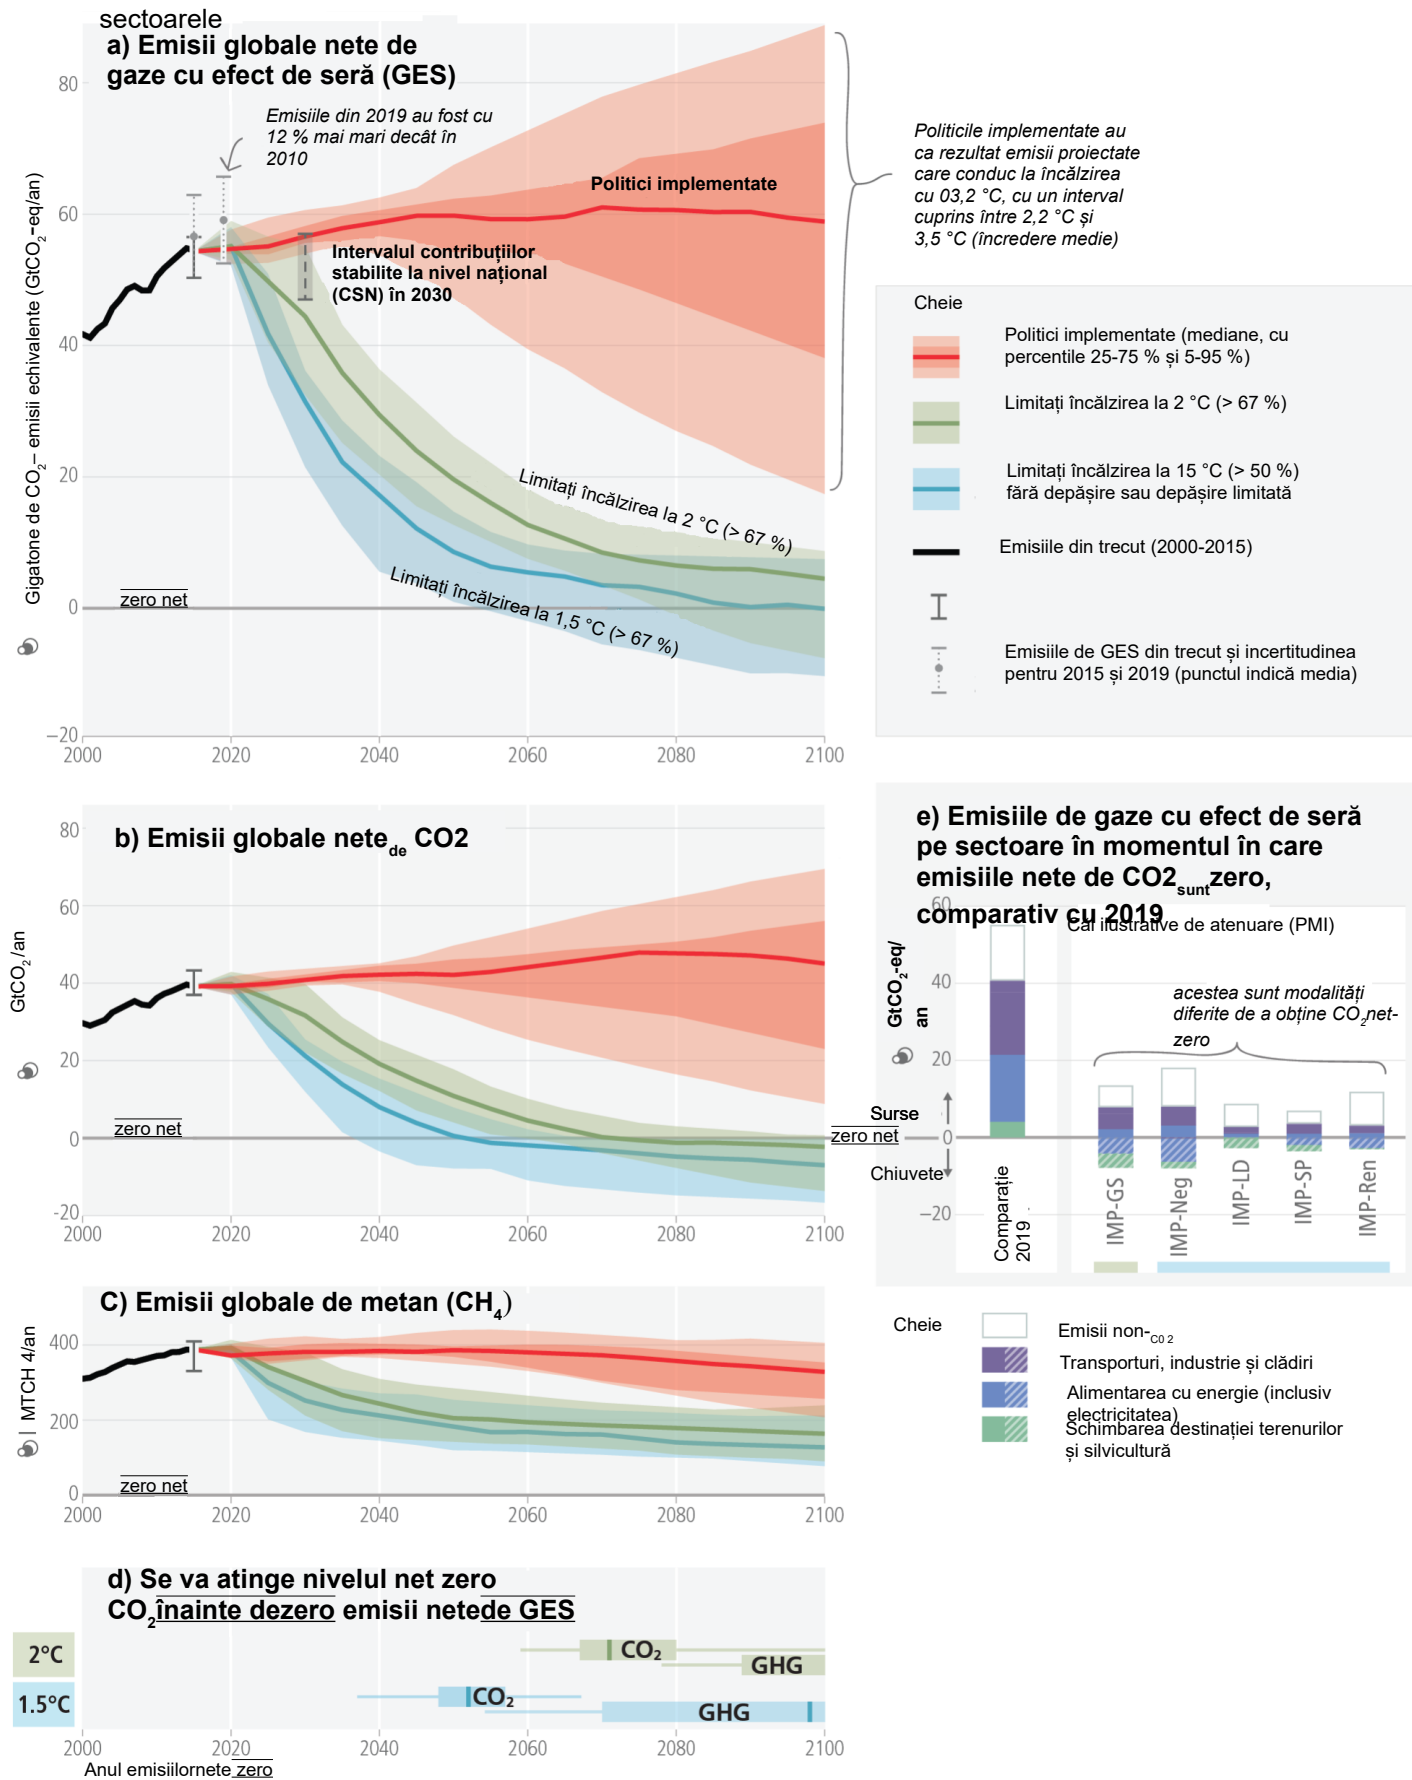 sectoarele
a) Emisii globale nete de
gaze cu efect de seră (GES)
Emisiile din 2019 au fost cu
12 % mai mari decât în
2010
Politici implementate
Intervalul contribuțiilor
stabilite la nivel național
(CSN) în 2030
Limitați încălzirea la 2 °C (> 67 %)
Limitați încălzirea la 1,5 °C (> 67 %)
zero net
Gigatone de CO2– emisii echivalente (GtCO2-eq/an)
80
60
40
20
0
−20
2000 2020 2040 2060 2080 2100
Politicile implementate au
ca rezultat emisii proiectate
care conduc la încălzirea
cu 03,2 °C, cu un interval
cuprins între 2,2 °C și
3,5 °C (încredere medie)
Cheie
Politici implementate (mediane, cu
percentile 25-75 % și 5-95 %)
Limitați încălzirea la 2 °C (> 67 %)
Limitați încălzirea la 15 °C (> 50 %)
fără depășire sau depășire limitată
Emisiile din trecut (2000-2015)
Emisiile de GES din trecut și incertitudinea
pentru 2015 și 2019 (punctul indică media)
b) Emisii globale nete de CO2
GtCO2/an
80
60
40
20
0
-20
zero net
2000 2020 2040 2060 2080 2100
e) Emisiile de gaze cu efect de seră
pe sectoare în momentul în care
emisiile nete de CO2 sunt zero,
comparativ cu 2019
Căi ilustrative de atenuare (PMI)
acestea sunt modalități
diferite de a obține CO2net-
zero
GtCO2-eq/
an
60
40
20
0
−20
Surse
zero net
Chiuvete
Comparație
2019
IMP-GS
IMP-Neg
IMP-LD
IMP-SP
IMP-Ren
Cheie
Emisii non-CO 2
Transporturi, industrie și clădiri
Alimentarea cu energie (inclusiv
electricitatea)
Schimbarea destinației terenurilor
și silvicultură
C) Emisii globale de metan (CH4)
| MTCH 4/an
400
200
0
zero net
2000 2020 2040 2060 2080 2100
d) Se va atinge nivelul net zero
CO2 înainte dezero emisii netede GES
2°C
CO2
GHG
1.5°C
CO2
GHG
2000 2020 2040 2060 2080 2100
Anul emisiilornete zero